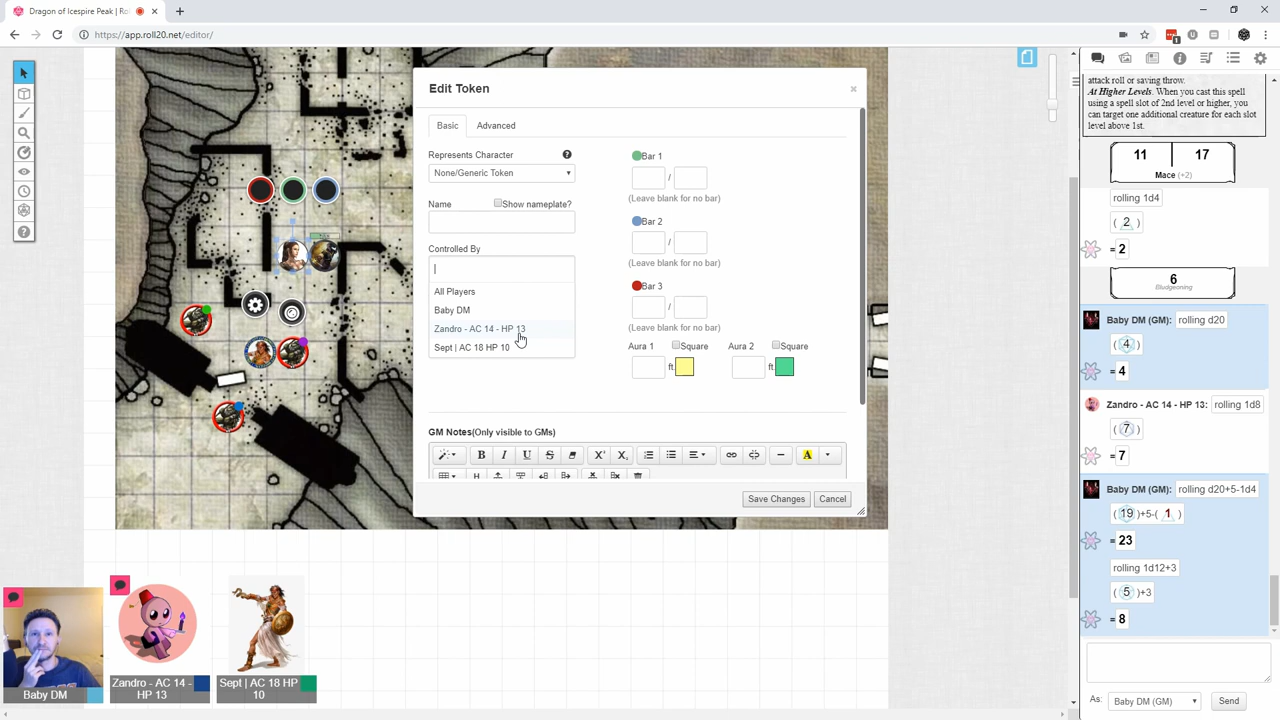 Dragon of Icespire Peak | Ro
https://app.roll20.net/editor/
1
Edit Token
Basic
Advanced
Represents Character
None/Generic Token
Name
Show nameplate?
Controlled By
All Players
Baby DM
Zandro - AC 14 - HP 13
Sept | AC 18 HP 10
Bar 1
/
(Leave blank for no bar)
Bar 2
/
(Leave blank for no bar)
Bar 3
/
(Leave blank for no bar)
Aura 1
Square
Aura 2
Square
ft.
ft.
GM Notes(Only visible to GMs)
B I U S
Save Changes
Cancel
attack roll or saving throw.
At Higher Levels. When you cast this spell
using a spell slot of 2nd level or higher, you
can target one additional creature for each slot
level above 1st.
11 17
Mace (+2)
rolling 1d4
( 2 )
= 2
6
Bludgeoning
Baby DM (GM): rolling d20
( 4 )
= 4
Zandro - AC 14 - HP 13: rolling 1d8
( 7 )
= 7
Baby DM (GM): rolling d20+5-1d4
( 19 )+5-( 1 )
= 23
rolling 1d12+3
( 5 )+3
= 8
As: Baby DM (GM)
Send
Baby DM
Zandro - AC 14 -
HP 13
Sept | AC 18 HP
10